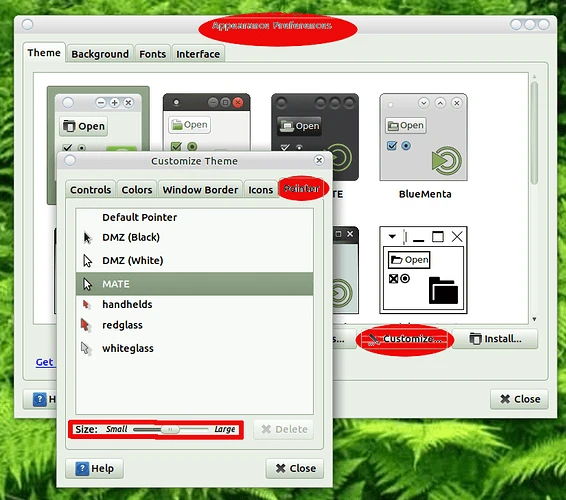 Appearance Preferences
Theme Background Fonts Interface
Open
Open
Open
Open
BlueMenta
Open
Customize... Install...
Get
Close
Customize Theme
Controls Colors Window Border Icons Pointer
Default Pointer
DMZ (Black)
DMZ (White)
MATE
handhelds
redglass
whiteglass
Size: Small Large Delete
Help Close